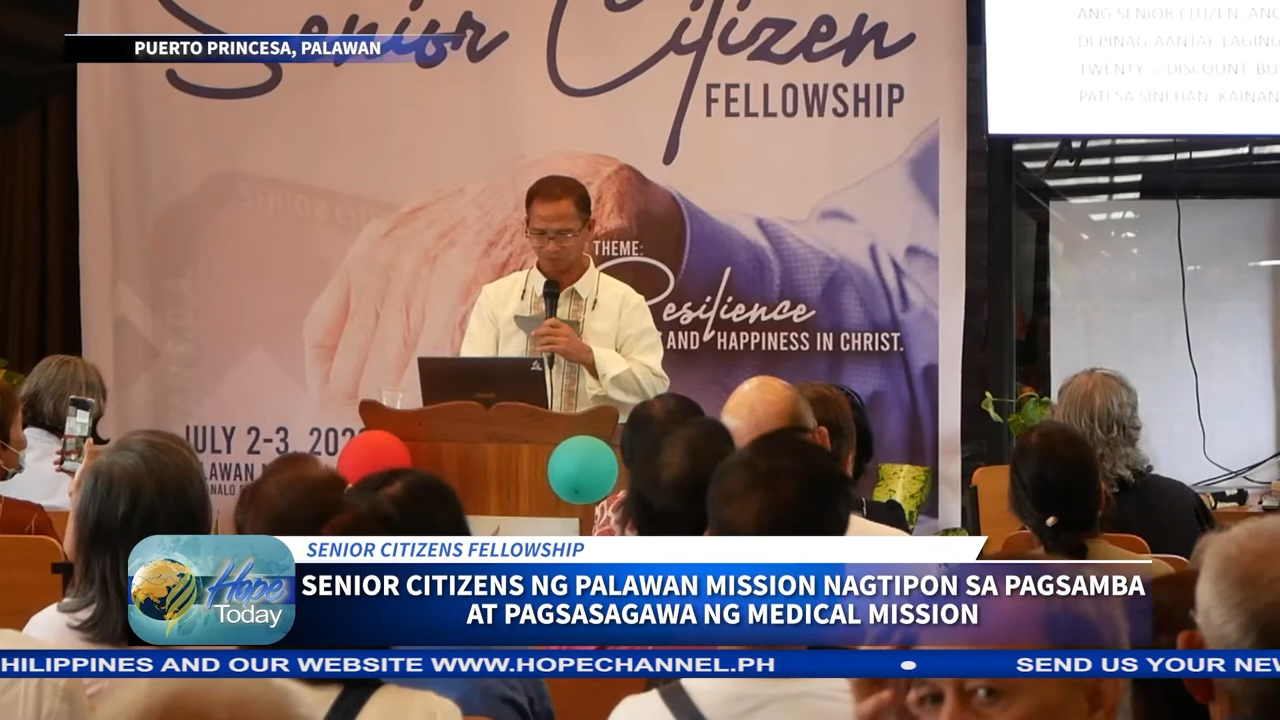 Senior Citizen
FELLOWSHIP
PUERTO PRINCESA, PALAWAN
ANG SENIOR CITIZEN
TWENTY % DISCOUNT
SENIOR
THEME:
Resilience
AND HAPPINESS IN CHRIST.
JULY 2-3,
SENIOR CITIZENS FELLOWSHIP
Hope
Today
SENIOR CITIZENS NG PALAWAN MISSION NAGTIPON SA PAGSAMBA
AT PAGSASAGAWA NG MEDICAL MISSION
HILIPPINES AND OUR WEBSITE WWW.HOPECHANNEL.PH • SEND US YOUR NEW